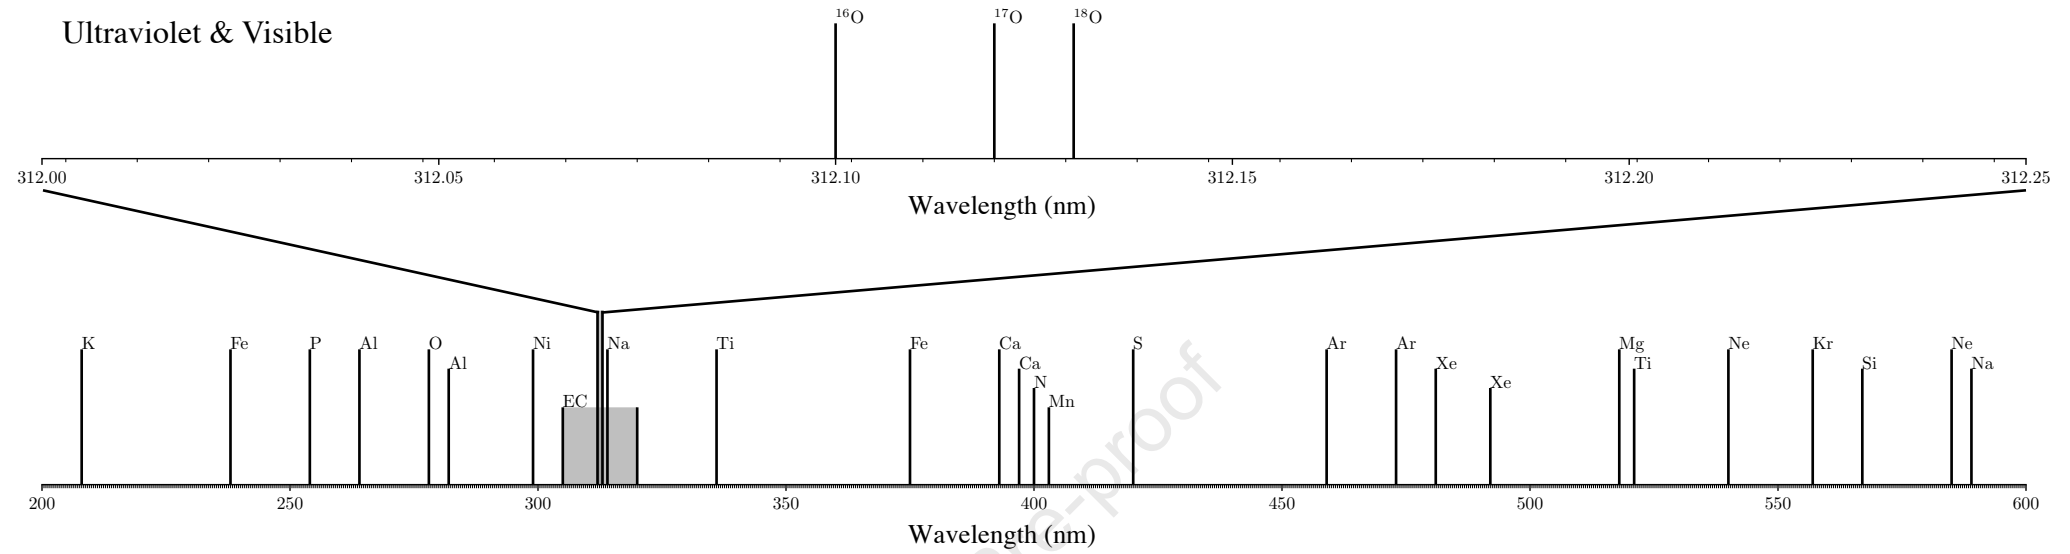 Ultraviolet & Visible
¹⁶O ¹⁷O ¹⁸O
312.00 312.05 312.10 312.15 312.20 312.25
Wavelength (nm)
K Fe P Al O Ni Na Ti Fe Ca S Ar Ar Mg Ne Kr Ne
Al Ca Xe Ti Si Na
N Xe
EC Mn
200 250 300 350 400 450 500 550 600
Wavelength (nm)
re-proof